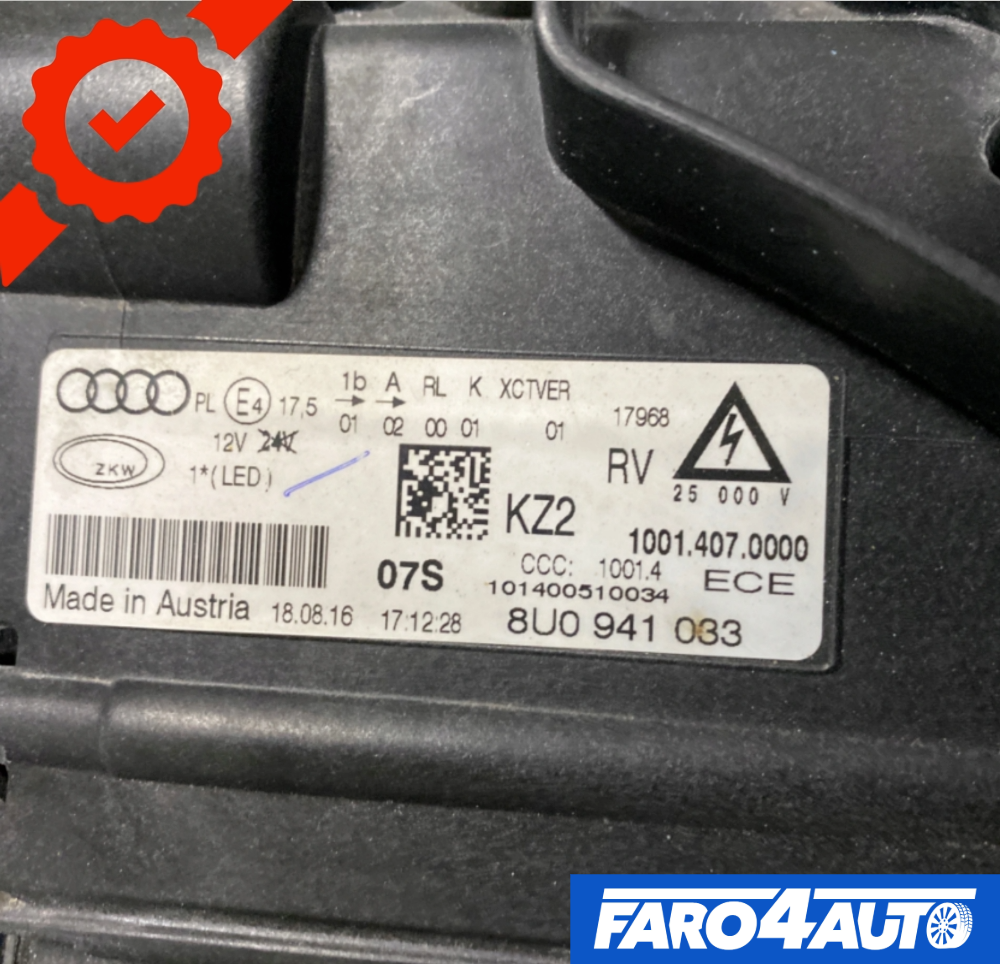 PL E4 17,5 1b A RL K XCTVER 17968
01 02 00 01 01
12V 24V
ZKW 1*(LED)
RV
25 000 V
KZ2
1001.407.0000
07S CCC: 1001.4 ECE
101400510034
Made in Austria 18.08.16 17:12:28 8U0 941 033
FARO4AUTO